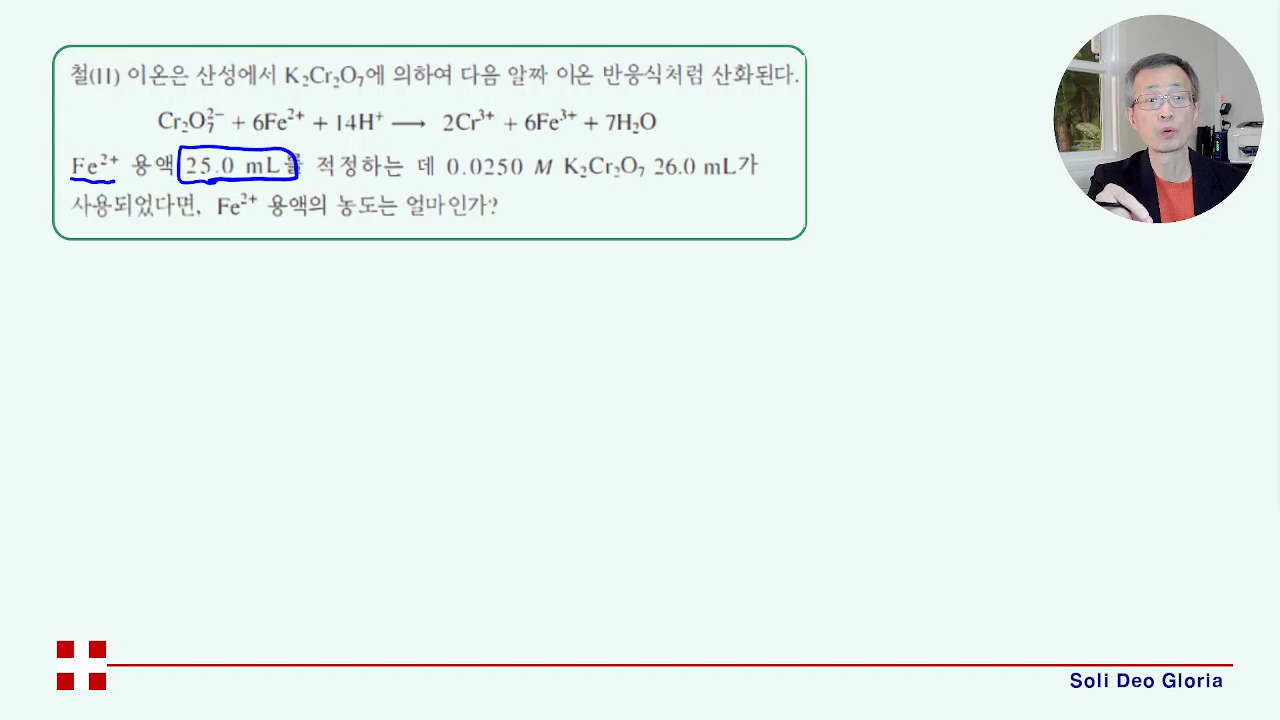 철(II) 이온은 산성에서 K₂Cr₂O₇에 의하여 다음 알짜 이온 반응식처럼 산화된다.
Cr₂O₇²⁻ + 6Fe²⁺ + 14H⁺ ⟶ 2Cr³⁺ + 6Fe³⁺ + 7H₂O
Fe²⁺ 용액 25.0 mL를 적정하는 데 0.0250 M K₂Cr₂O₇ 26.0 mL가
사용되었다면, Fe²⁺ 용액의 농도는 얼마인가?
Soli Deo Gloria